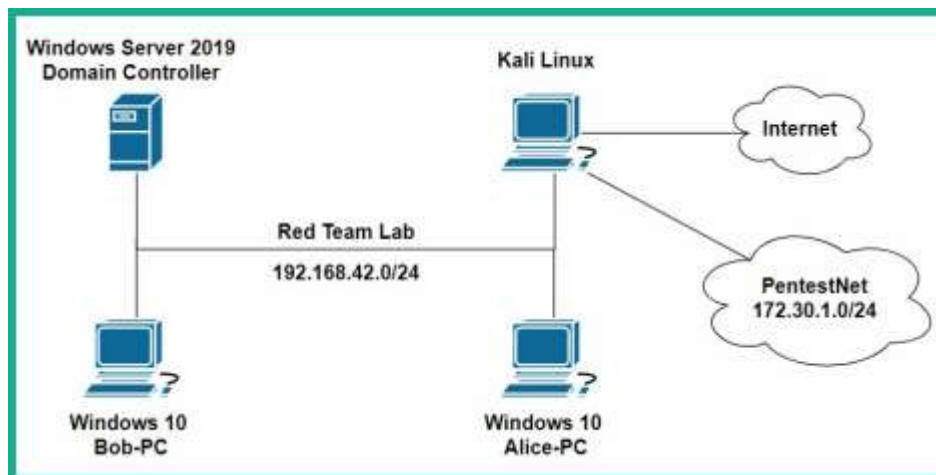 Windows Server 2019
Domain Controller
Kali Linux
Internet
Red Team Lab
192.168.42.0/24
PentestNet
172.30.1.0/24
?
?
?
Windows 10
Bob-PC
Windows 10
Alice-PC